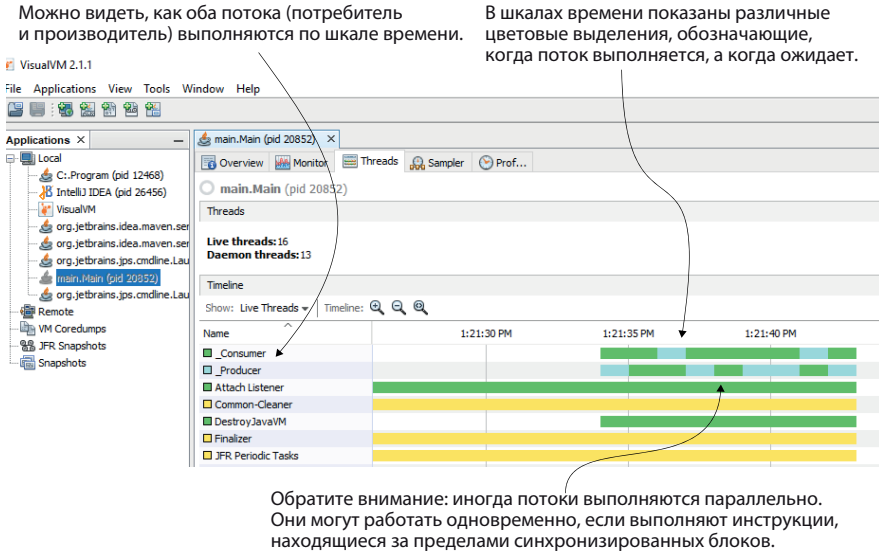 Можно видеть, как оба потока (потребитель
и производитель) выполняются по шкале времени.
В шкалах времени показаны различные
цветовые выделения, обозначающие,
когда поток выполняется, а когда ожидает.
VisualVM 2.1.1
File Applications View Tools Window Help
Applications × —
Local
C:.Program (pid 12468)
IntelliJ IDEA (pid 26456)
VisualVM
org.jetbrains.idea.maven.ser
org.jetbrains.idea.maven.ser
org.jetbrains.jps.cmdline.Lau
main.Main (pid 20852)
org.jetbrains.jps.cmdline.Lau
Remote
VM Coredumps
JFR Snapshots
Snapshots
main.Main (pid 20852) ×
Overview Monitor Threads Sampler Prof...
main.Main (pid 20852)
Threads
Live threads: 16
Daemon threads: 13
Timeline
Show: Live Threads Timeline:
Name 1:21:30 PM 1:21:35 PM 1:21:40 PM
_Consumer
_Producer
Attach Listener
Common-Cleaner
DestroyJavaVM
Finalizer
JFR Periodic Tasks
Обратите внимание: иногда потоки выполняются параллельно.
Они могут работать одновременно, если выполняют инструкции,
находящиеся за пределами синхронизированных блоков.